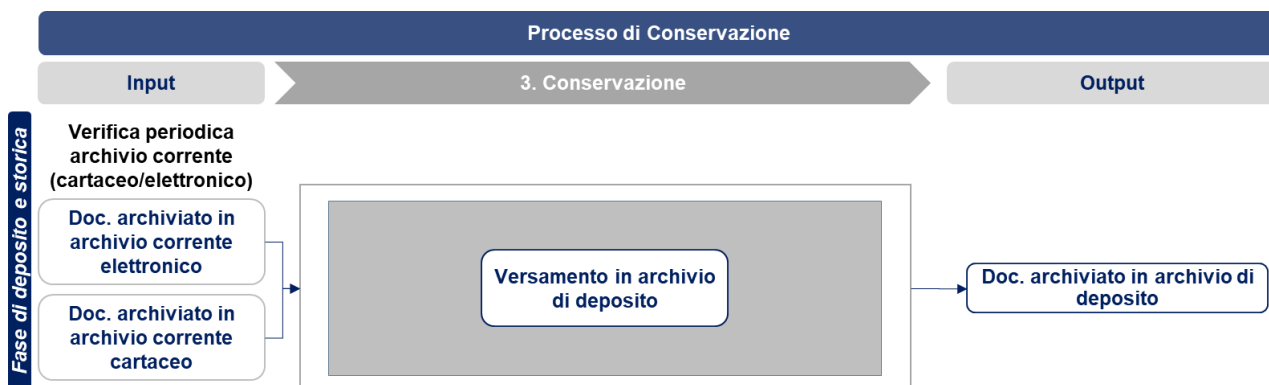 Processo di Conservazione
Input
3. Conservazione
Output
Fase di deposito e storica
Verifica periodica
archivio corrente
(cartaceo/elettronico)
Doc. archiviato in
archivio corrente
elettronico
Doc. archiviato in
archivio corrente
cartaceo
Versamento in archivio
di deposito
Doc. archiviato in archivio di
deposito